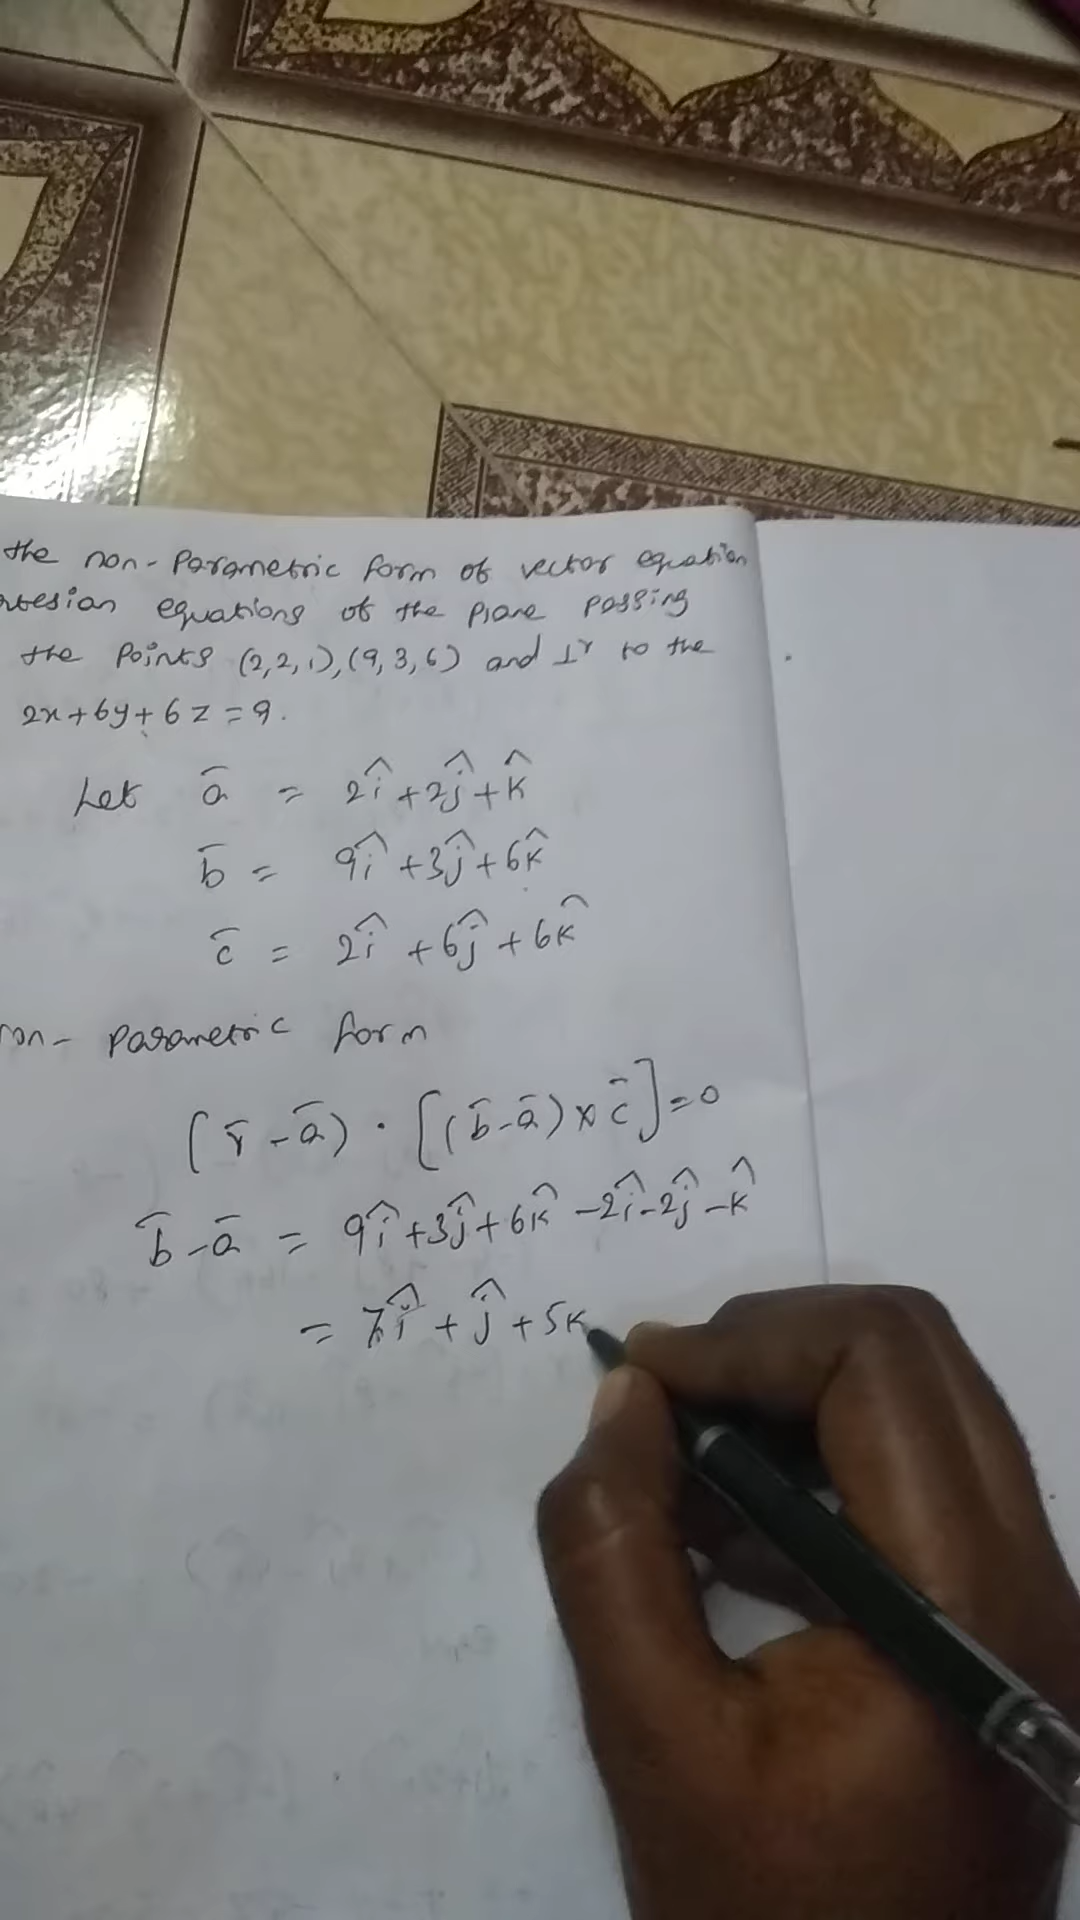 the non-Parametric form of vector equation
rtesian equations of the plane passing
the Points (2,2,1),(9,3,6) and ⊥r to the
2x+6y+6z=9.
Let a̅ = 2î+2ĵ+k̂
b̅ = 9î+3ĵ+6k̂
c̅ = 2î+6ĵ+6k̂
on- parametric form
(r̅-a̅)·[(b̅-a̅)×c̅]=0
b̅-a̅ = 9î+3ĵ+6k̂-2î-2ĵ-k̂
= 7î+ĵ+5k